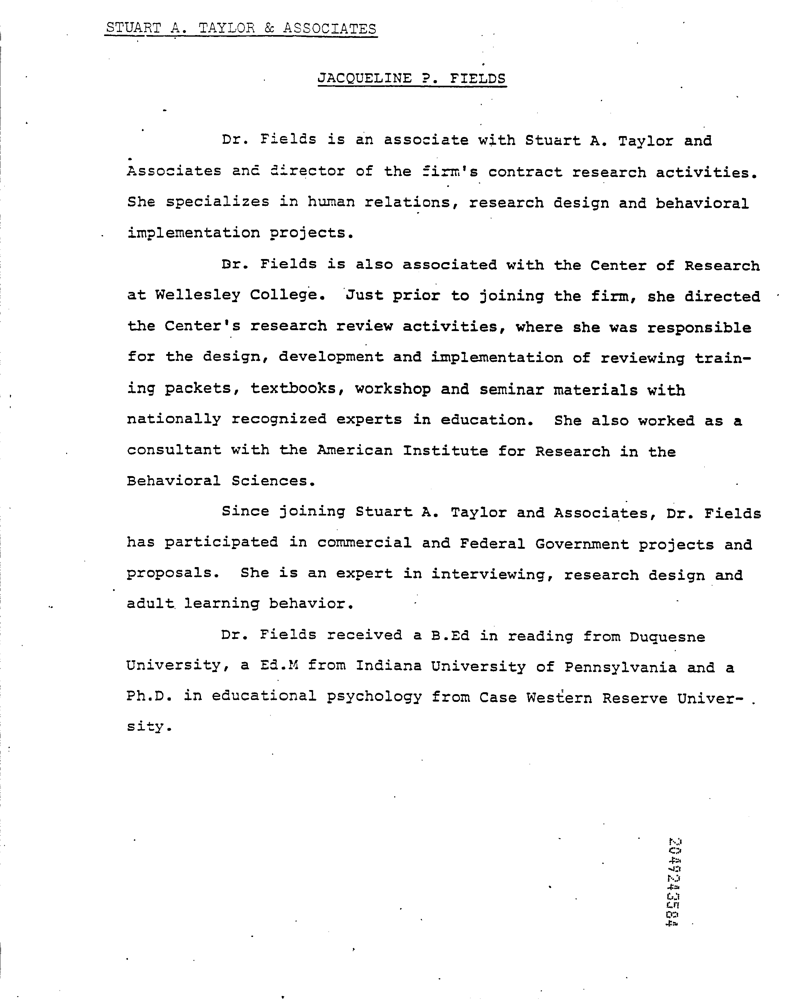 STUART A. TAYLOR & ASSOCIATES
JACQUELINE P. FIELDS
Dr. Fields is an associate with Stuart A. Taylor and
Associates and director of the firm's contract research activities.
She specializes in human relations, research design and behavioral
implementation projects.
Dr. Fields is also associated with the Center of Research
at Wellesley College. Just prior to joining the firm, she directed
the Center's research review activities, where she was responsible
for the design, development and implementation of reviewing train-
ing packets, textbooks, workshop and seminar materials with
nationally recognized experts in education. She also worked as a
consultant with the American Institute for Research in the
Behavioral Sciences.
Since joining Stuart A. Taylor and Associates, Dr. Fields
has participated in commercial and Federal Government projects and
proposals. She is an expert in interviewing, research design and
adult learning behavior.
Dr. Fields received a B.Ed in reading from Duquesne
University, a Ed.M from Indiana University of Pennsylvania and a
Ph.D. in educational psychology from Case Western Reserve Univer-
sity.
2049243584